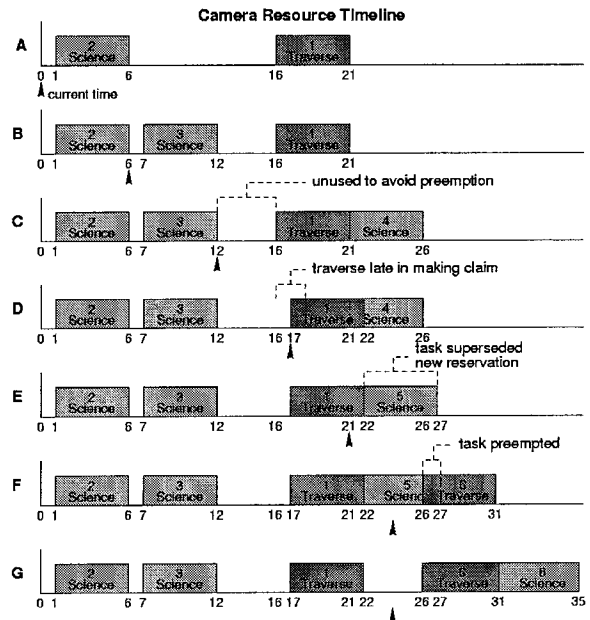 Camera Resource Timeline
A
2 1
Science Traverse
0 1 6 16 21
current time
B
2 3 1
Science Science Traverse
0 1 6 7 12 16 21
unused to avoid preemption
C
2 3 1 4
Science Science Traverse Science
0 1 6 7 12 16 21 26
traverse late in making claim
D
2 3 1 4
Science Science Traverse Science
0 1 6 7 12 16 17 21 22 26
task superseded
new reservation
E
2 3 1 5
Science Science Traverse Science
0 1 6 7 12 16 17 21 22 26 27
task preempted
F
2 3 1 5
Science Science Traverse Scienc Traverse
0 1 6 7 12 16 17 21 22 26 27 31
G
2 3 1
Science Science Traverse Traverse Science
0 1 6 7 12 16 17 21 22 26 27 31 35